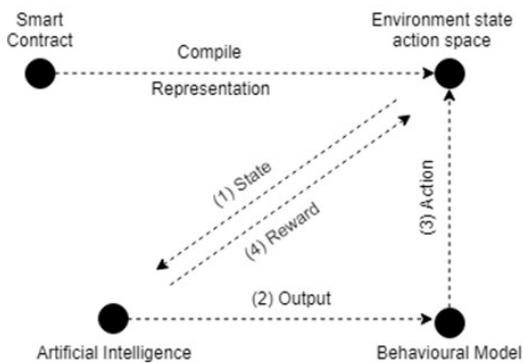 Smart
Contract
Environment state
action space
Compile
Representation
(1) State
(4) Reward
(3) Action
(2) Output
Artificial Intelligence
Behavioural Model